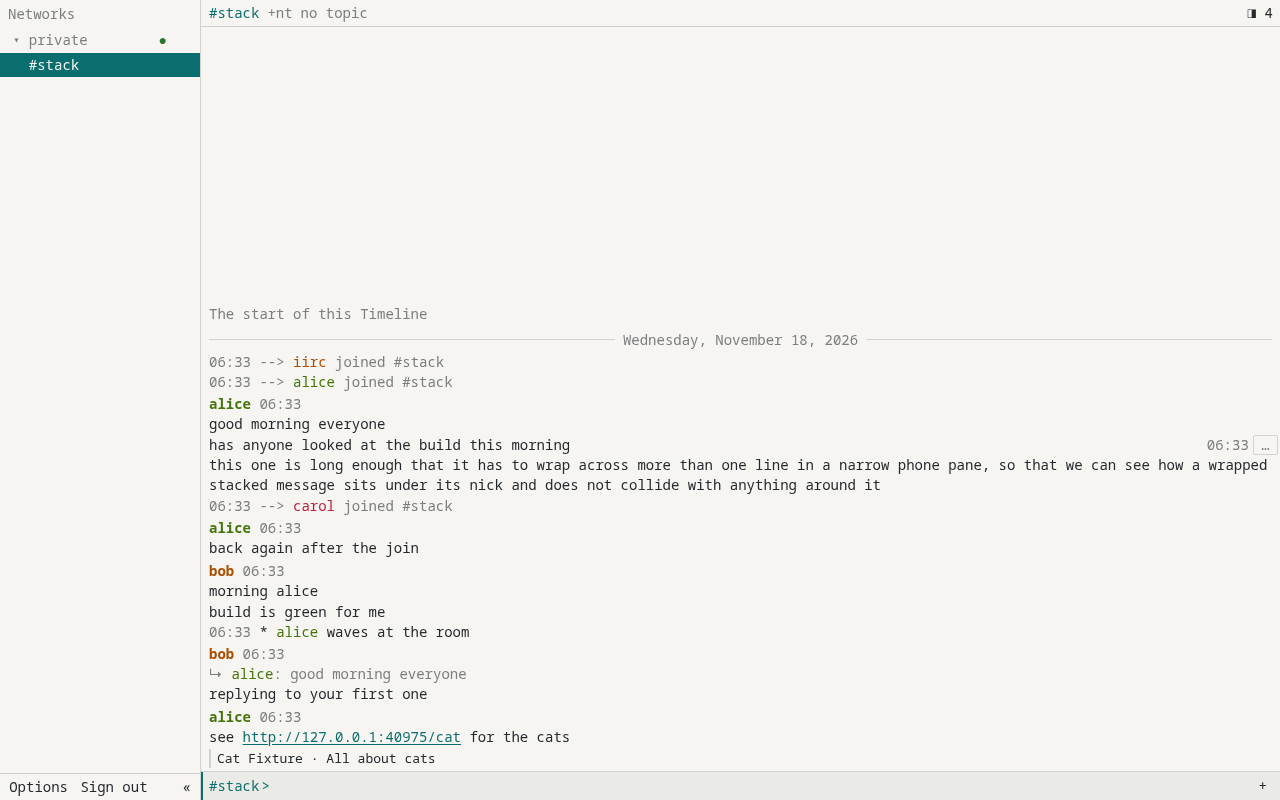 Networks
▾ private ●
#stack
#stack +nt no topic ◨ 4
The start of this Timeline
Wednesday, November 18, 2026
06:33 --> iirc joined #stack
06:33 --> alice joined #stack
alice 06:33
good morning everyone
has anyone looked at the build this morning 06:33 …
this one is long enough that it has to wrap across more than one line in a narrow phone pane, so that we can see how a wrapped
stacked message sits under its nick and does not collide with anything around it
06:33 --> carol joined #stack
alice 06:33
back again after the join
bob 06:33
morning alice
build is green for me
06:33 * alice waves at the room
bob 06:33
↳ alice: good morning everyone
replying to your first one
alice 06:33
see http://127.0.0.1:40975/cat for the cats
Cat Fixture · All about cats
Options Sign out «
#stack> +